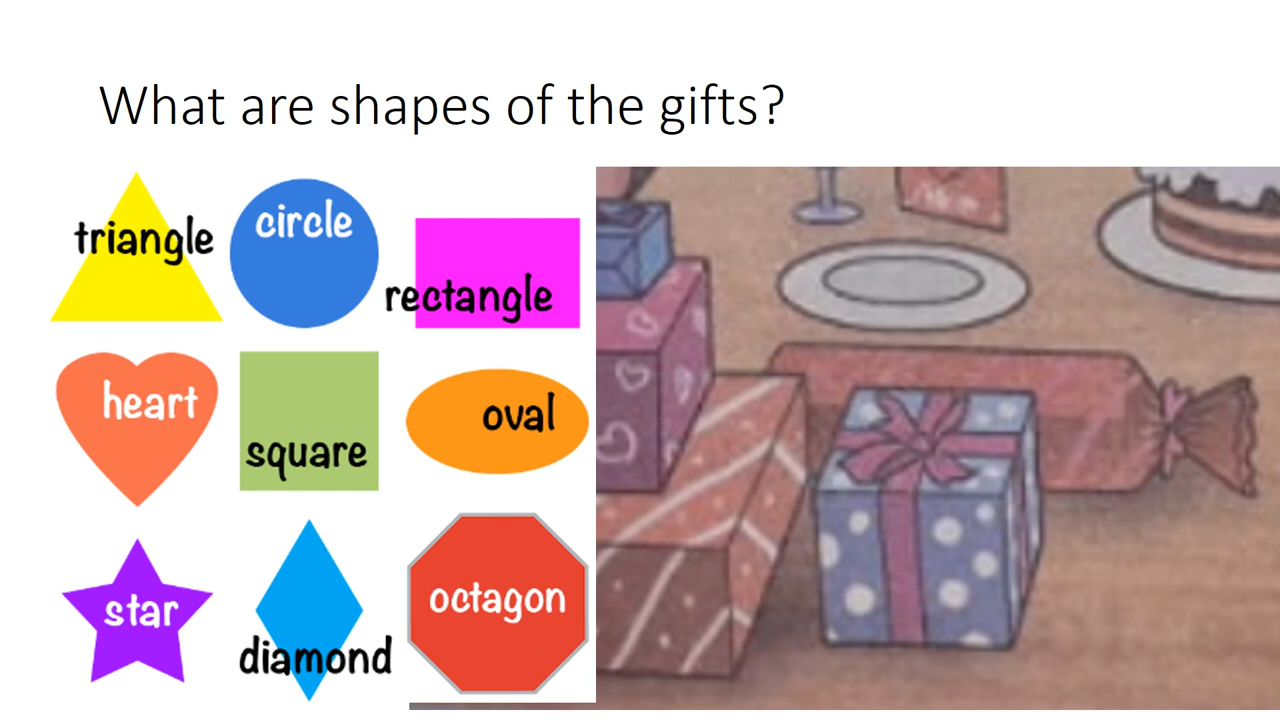 What are shapes of the gifts?
triangle
circle
rectangle
heart
square
oval
star
diamond
octagon